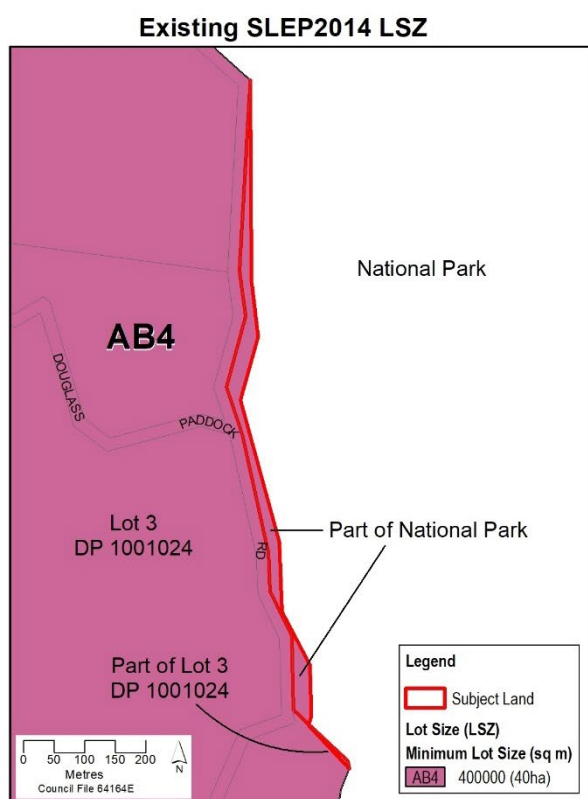 Existing SLEP2014 LSZ
National Park
AB4
DOUGLASS
PADDOCK
Lot 3
DP 1001024
RD
Part of National Park
Part of Lot 3
DP 1001024
Legend
Subject Land
Lot Size (LSZ)
Minimum Lot Size (sq m)
AB4 400000 (40ha)
0 50 100 150 200
Metres
Council File 64164E
N